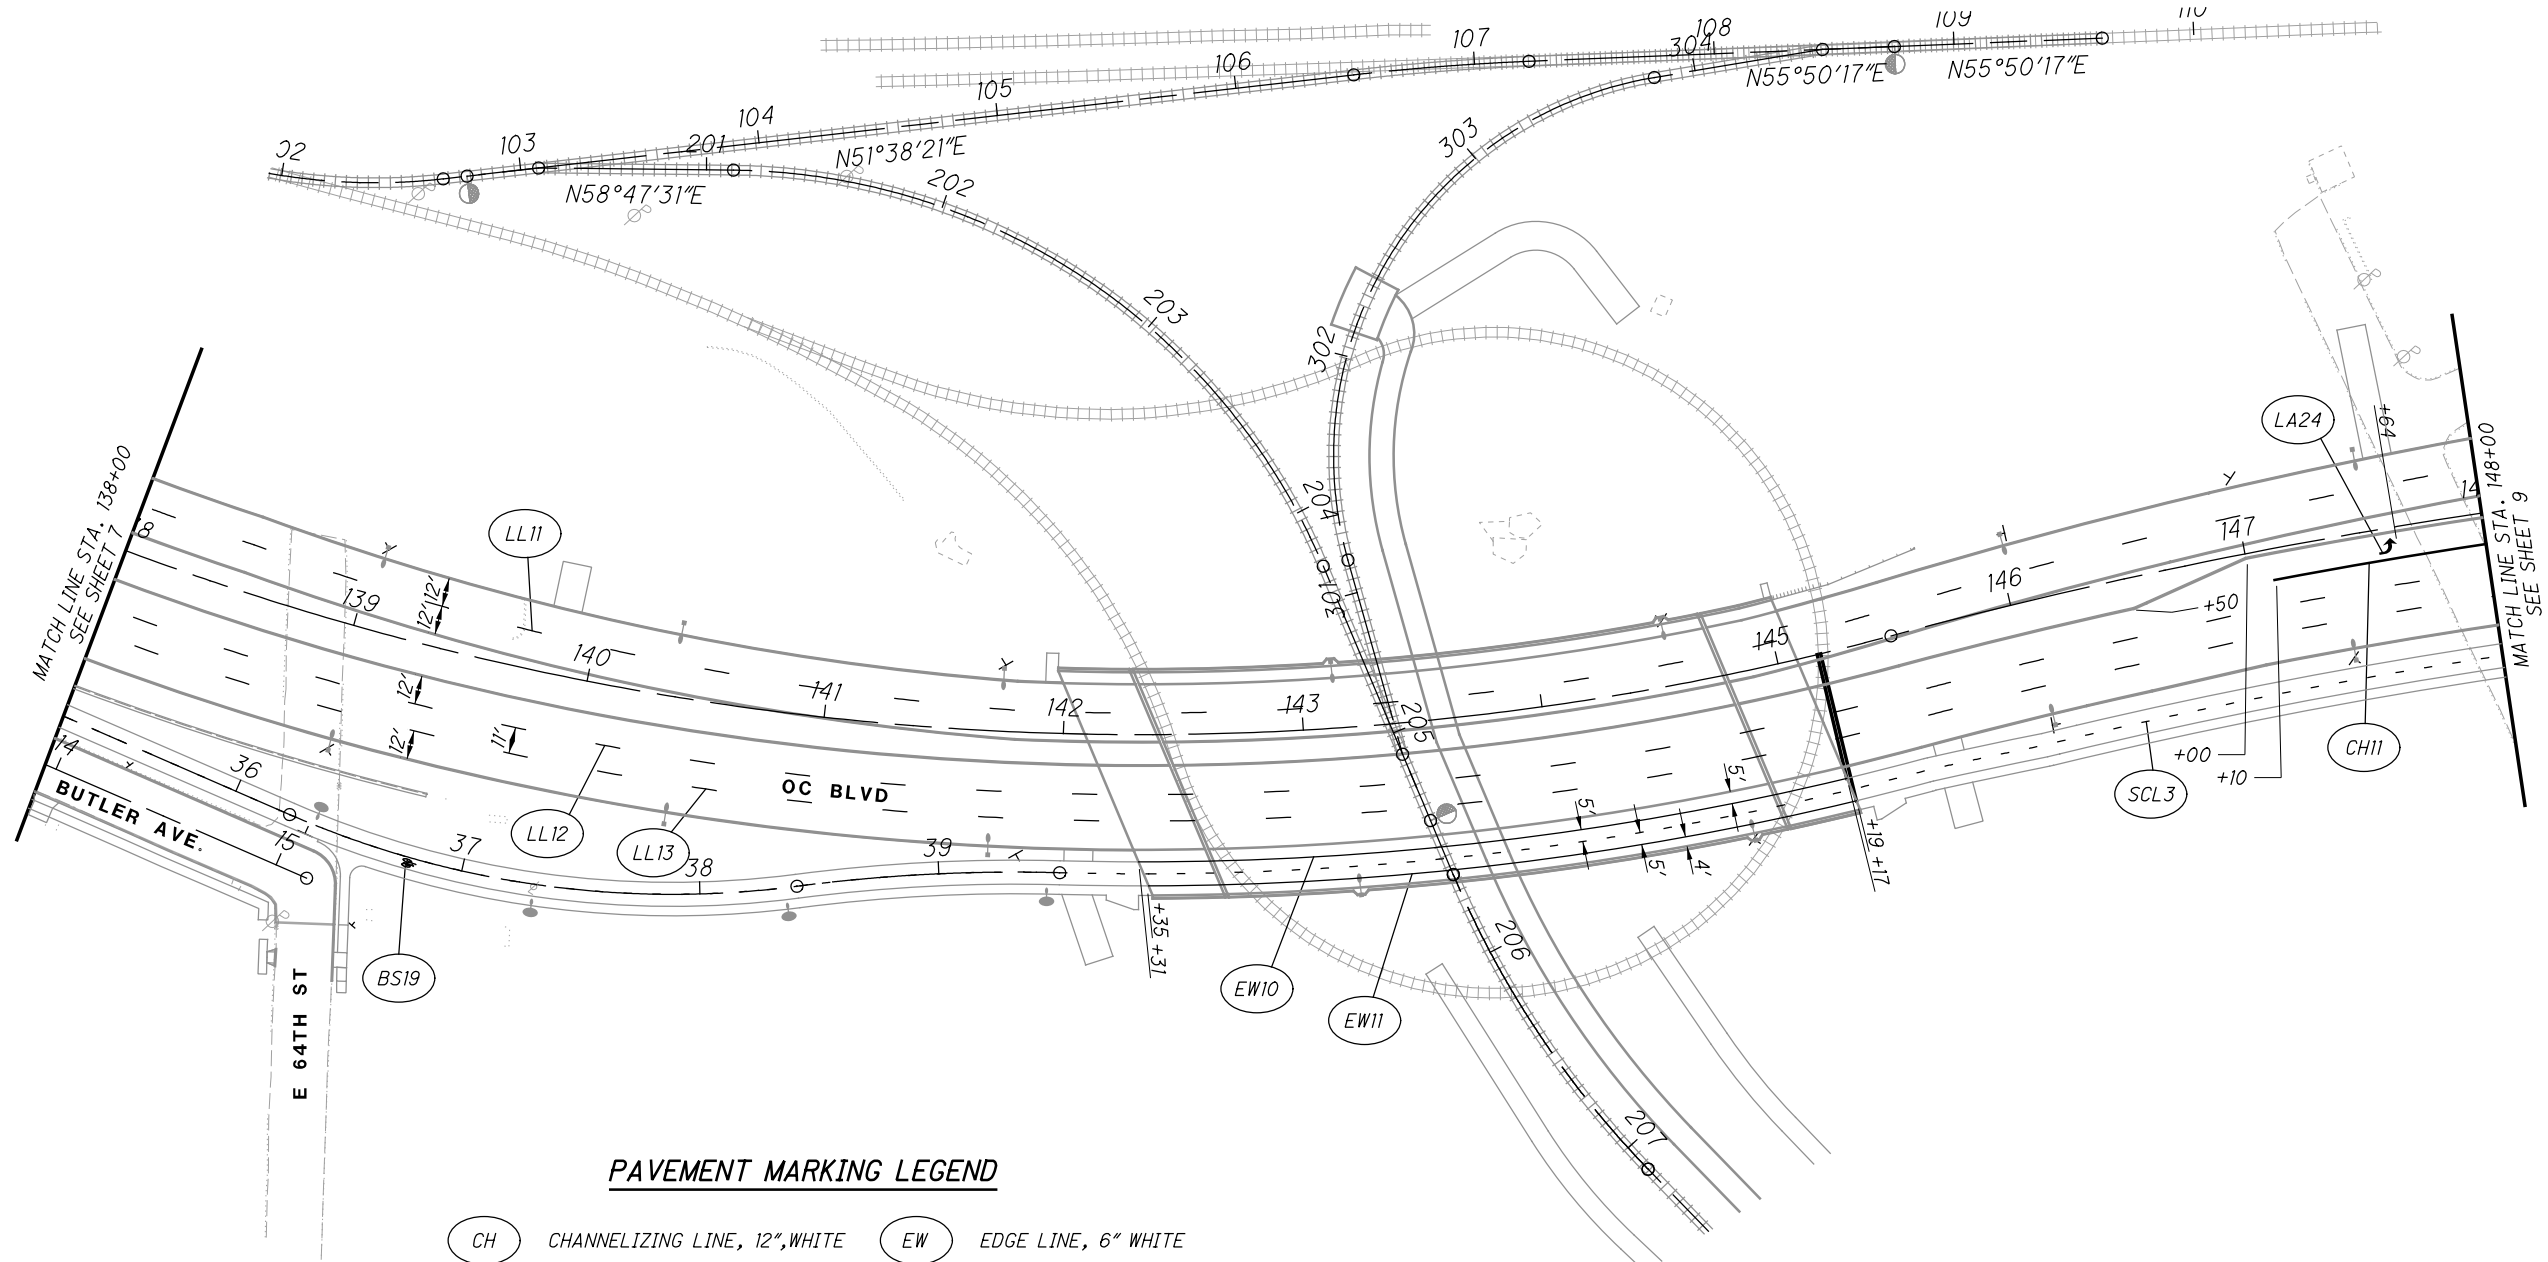 110
109
108
107
304
106
105
104
103
201
02
N55°50'17"E
N55°50'17"E
N51°38'21"E
N58°47'31"E
202
303
203
302
204
301
205
206
207
MATCH LINE STA. 138+00
SEE SHEET 7
8
139
140
141
142
143
145
146
147
14
MATCH LINE STA. 148+00
SEE SHEET 9
LL11
12'
12'
12'
12'
11'
LA24
+64
+50
+00
+10
CH11
SCL3
OC BLVD
LL12
LL13
14
15
36
37
38
39
BUTLER AVE.
E 64TH ST
BS19
+35 +31
EW10
EW11
5'
5'
5'
4'
+19 +17
PAVEMENT MARKING LEGEND
CH CHANNELIZING LINE, 12",WHITE EW EDGE LINE, 6" WHITE